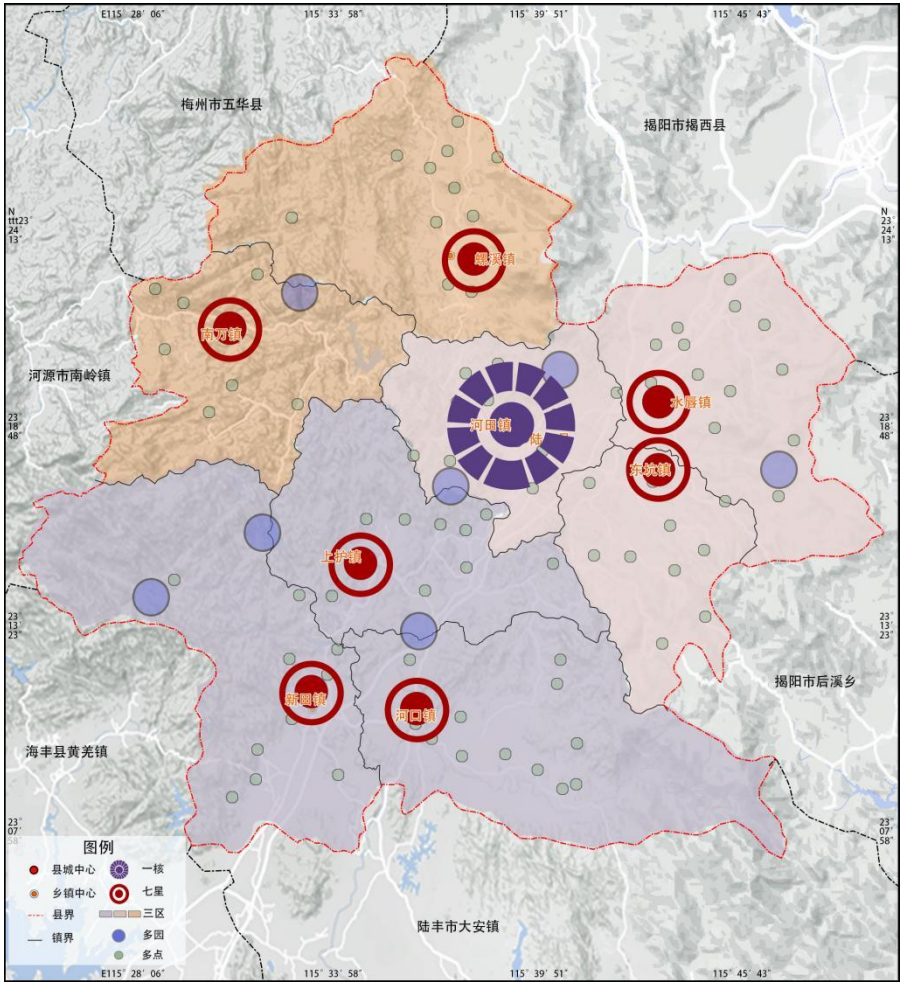 E115° 28′ 06″
115° 33′ 58″
115° 39′ 51″
115° 45′ 43″
梅州市五华县
揭阳市揭西县
N
ttt23°
24′
13″
N
23°
24′
13″
螺溪镇
南万镇
河源市南岭镇
水唇镇
河田镇
陆
23°
18′
48″
23°
18′
48″
东坑镇
上护镇
23°
13′
23″
23°
13′
23″
揭阳市后溪乡
新田镇
河口镇
海丰县黄羌镇
23°
07′
58″
23°
07′
58″
图例
县城中心
一核
乡镇中心
七星
县界
三区
镇界
多园
多点
陆丰市大安镇
E115° 28′ 06″
115° 33′ 58″
115° 39′ 51″
115° 45′ 43″